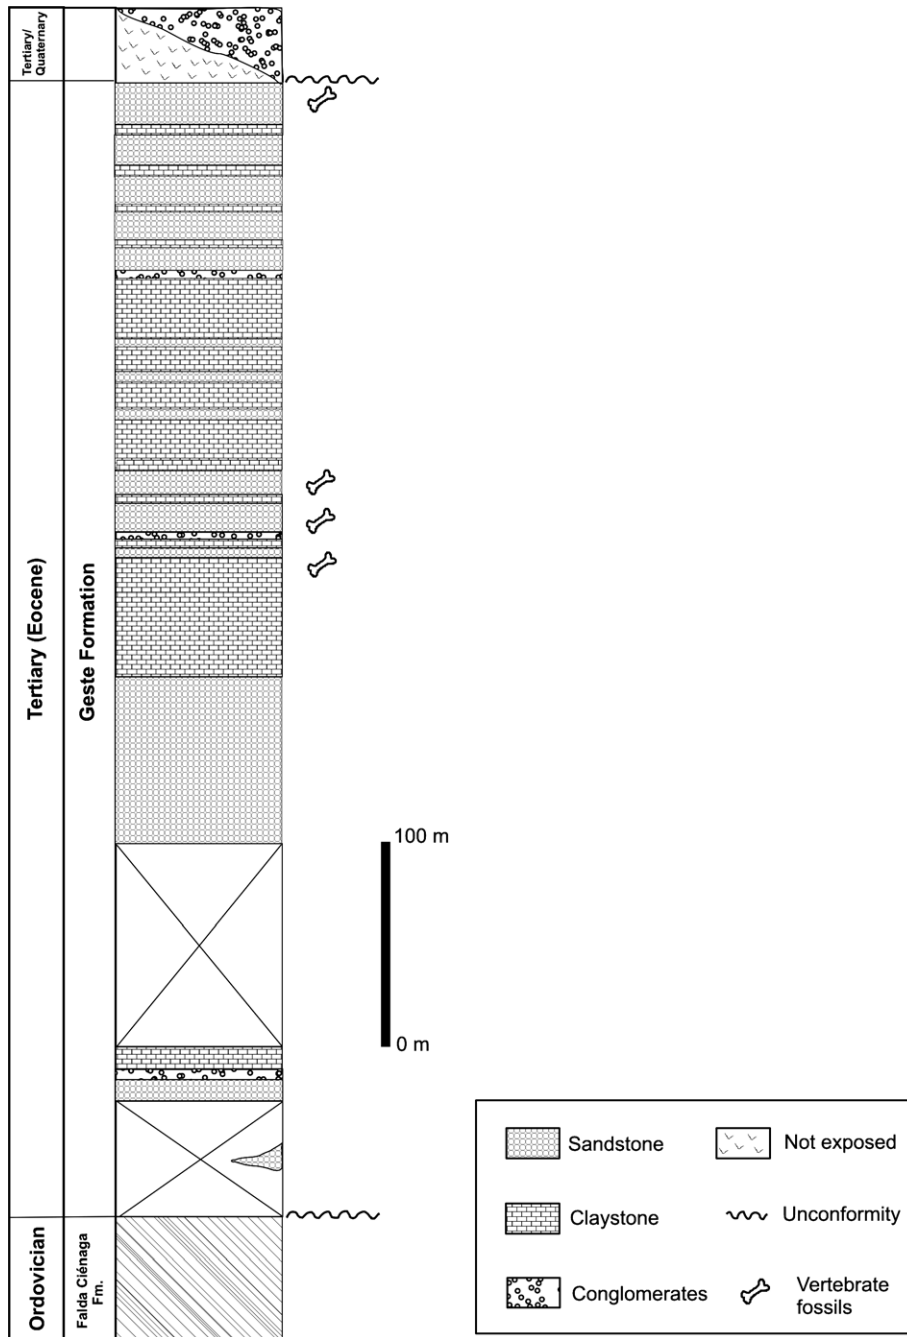 Tertiary/
Quaternary
Tertiary (Eocene)
Geste Formation
100 m
0 m
Ordovician
Falda Ciénaga
Fm.
Sandstone
Not exposed
Claystone
Unconformity
Conglomerates
Vertebrate
fossils